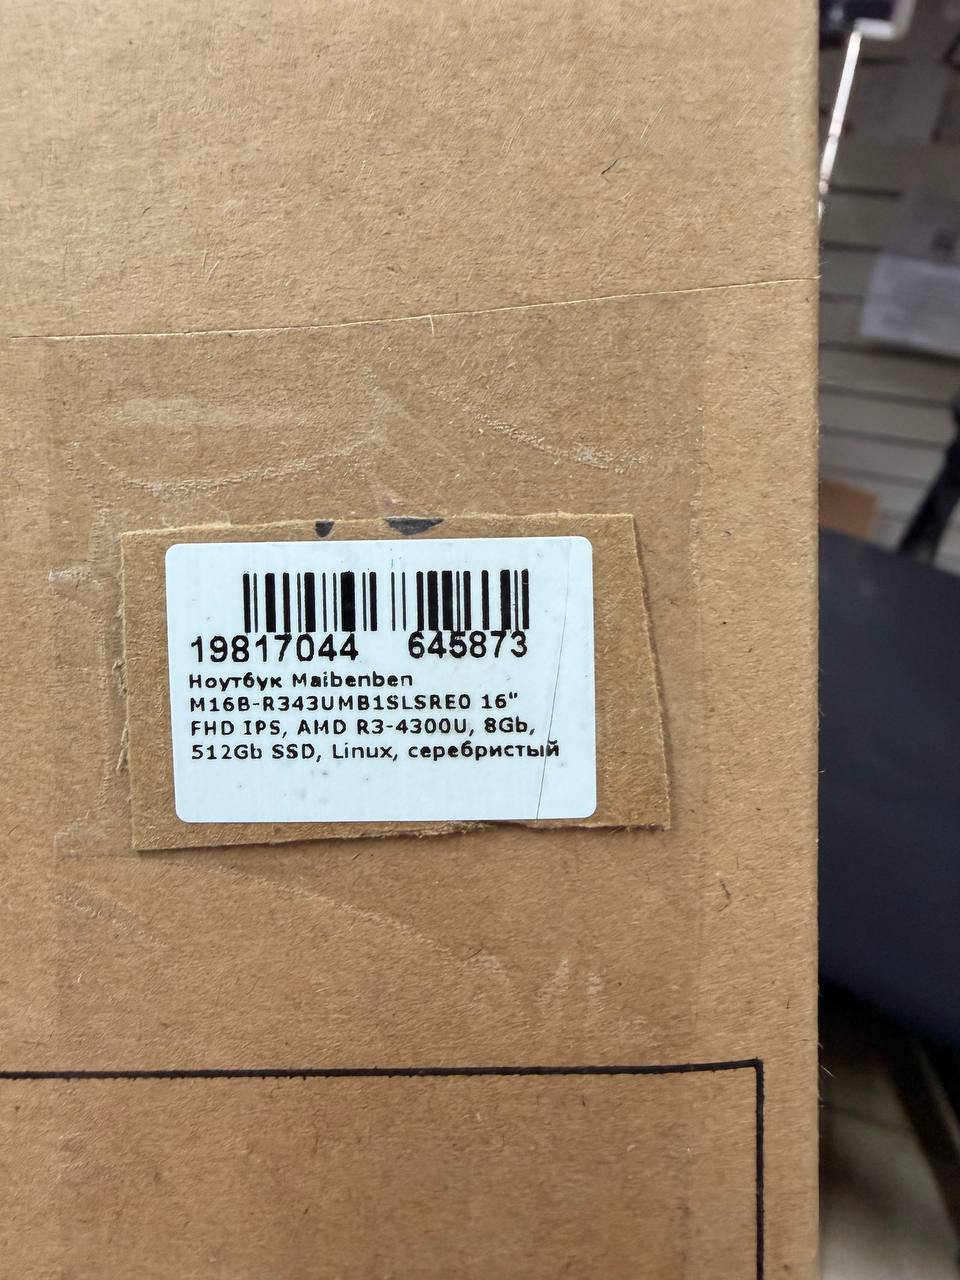 19817044 645873
Ноутбук Maibenben
M16B-R343UMB1SLSRE0 16"
FHD IPS, AMD R3-4300U, 8Gb,
512Gb SSD, Linux, серебристый